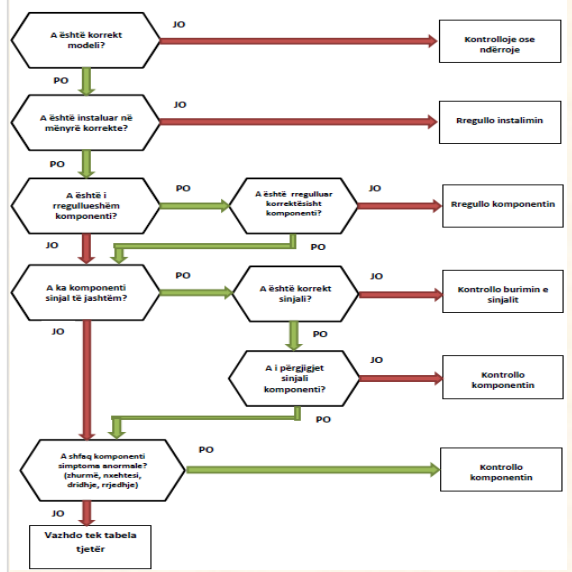 A është korrekt
modeli?
JO
Kontrolloje ose
ndërroje
PO
A është instaluar në
mënyrë korrekte?
JO
Rregullo instalimin
PO
A është i
rregullueshëm
komponenti?
PO
A është rregulluar
korrektësisht
komponenti?
JO
Rregullo komponentin
JO
PO
A ka komponenti
sinjal të jashtëm?
PO
A është korrekt
sinjali?
JO
Kontrollo burimin e
sinjalit
JO
PO
A i përgjigjet
sinjali
komponenti?
JO
Kontrollo
komponentin
PO
A shfaq komponenti
simptoma anormale?
(zhurmë, nxehtesi,
dridhje, rrjedhje)
PO
Kontrollo
komponentin
JO
Vazhdo tek tabela
tjetër